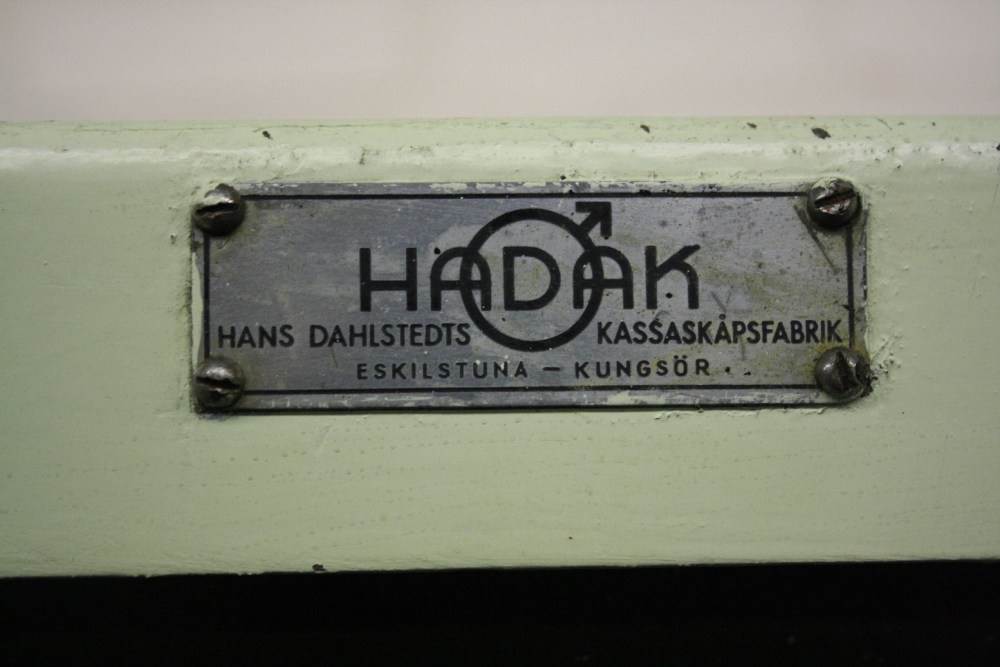 HADAK
HANS DAHLSTEDTS KASSASKÅPSFABRIK
ESKILSTUNA – KUNGSÖR